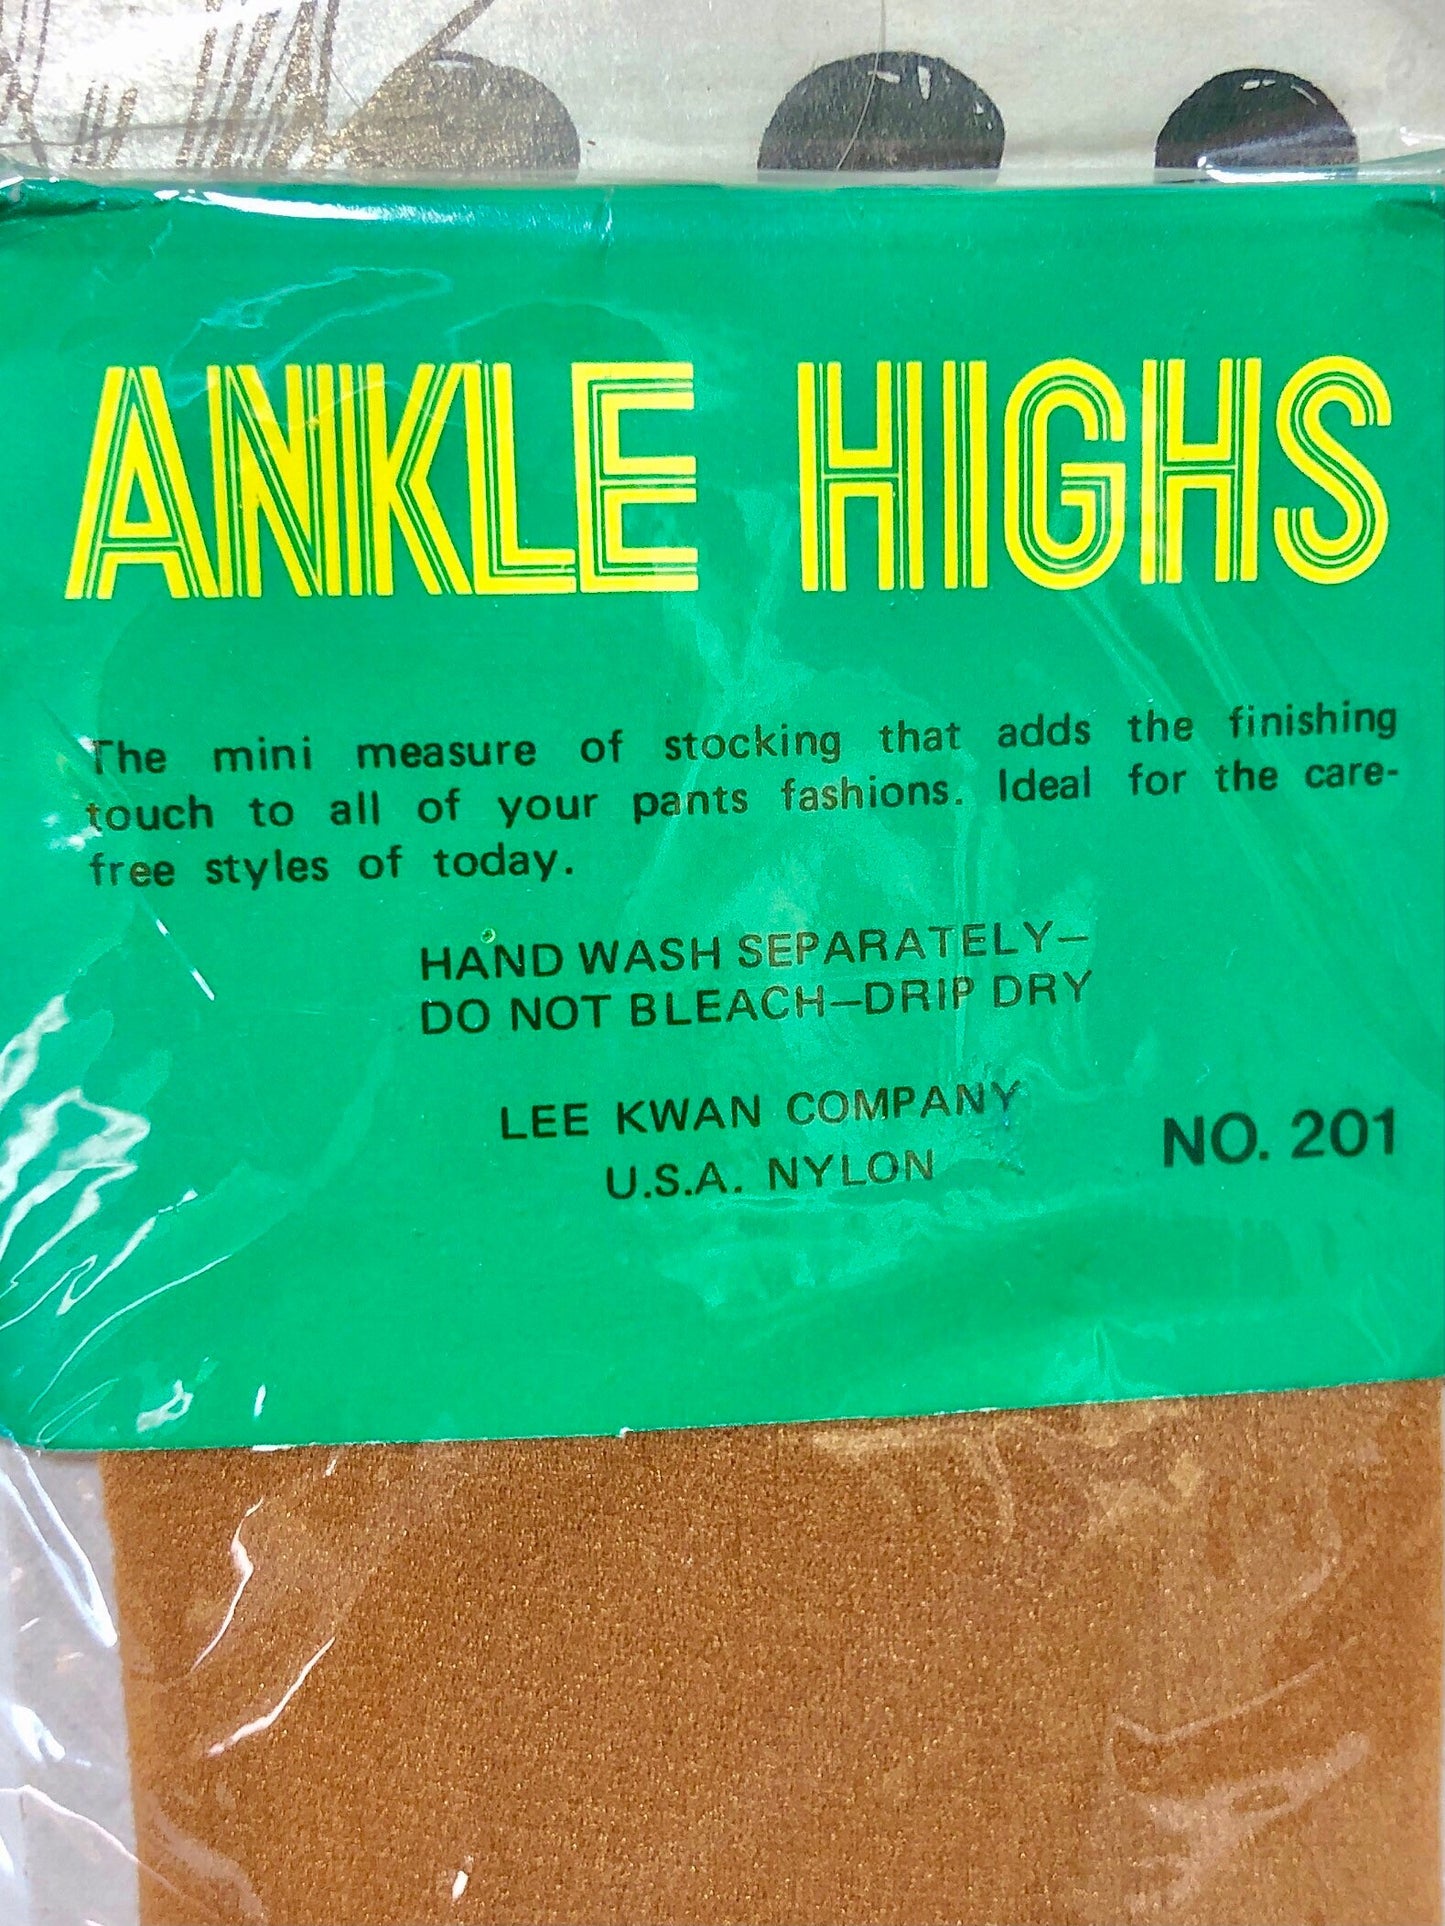 ANKLE HIGHS
The mini measure of stocking that adds the finishing
touch to all of your pants fashions. Ideal for the care-
free styles of today.
HAND WASH SEPARATELY–
DO NOT BLEACH–DRIP DRY
LEE KWAN COMPANY
U.S.A. NYLON
NO. 201